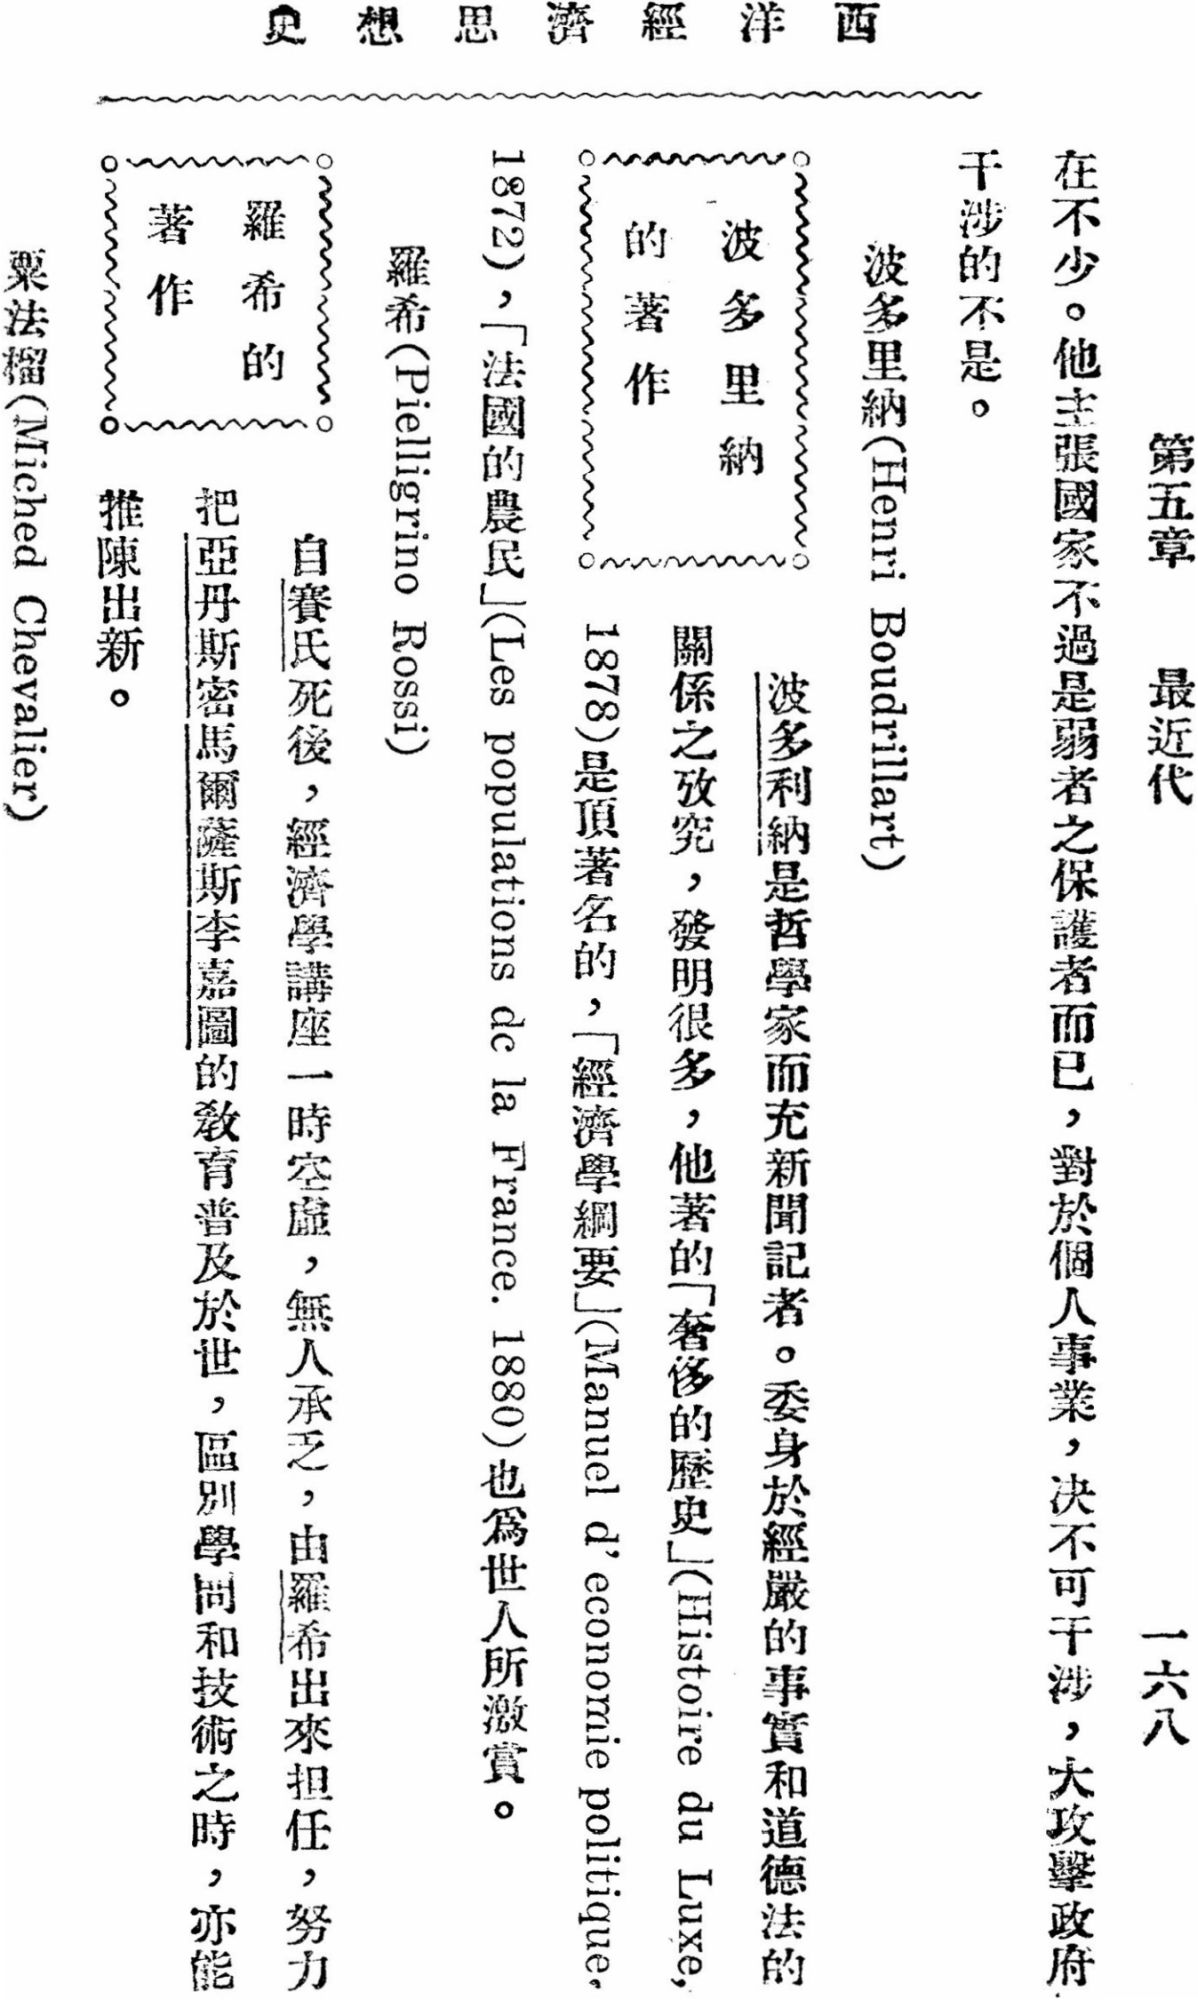 西洋經濟思想史
第五章　最近代　一六八
在不少。他主張國家不過是弱者之保護者而已，對於個人事業，決不可干涉，大攻擊政府
干涉的不是。
波多里納(Henri Boudrillart)
波多里納
的著作
波多利納是哲學家而充新聞記者。委身於經嚴的事實和道德法的
關係之攷究，發明很多，他著的「奢侈的歷史」(Histoire du Luxe,
1878)是頂著名的，「經濟學綱要」(Manuel d'economie politique,
1872)，「法國的農民」(Les populations de la France. 1880)也爲世人所激賞。
羅希(Pielligrino Rossi)
羅希的
著作
自賽氏死後，經濟學講座一時空虛，無人承乏，由羅希出來担任，努力
把亞丹斯密馬爾薩斯李嘉圖的敎育普及於世，區別學問和技術之時，亦能
推陳出新。
粟法榴(Miched Chevalier)